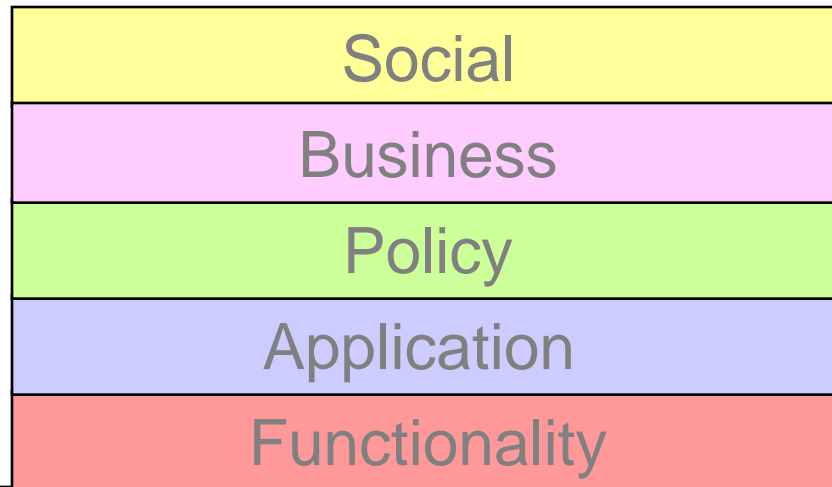 Social
Business
Policy
Application
Functionality